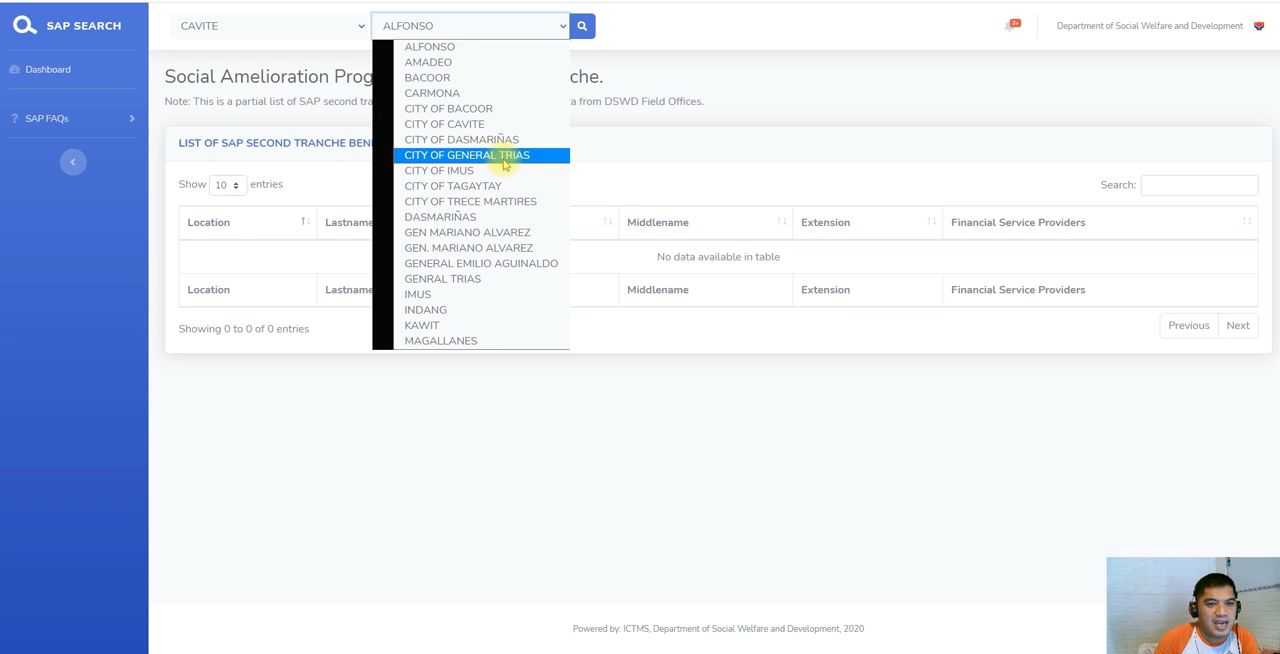 SAP SEARCH
CAVITE
ALFONSO
3+
Department of Social Welfare and Development
Dashboard
SAP FAQs
ALFONSO
AMADEO
BACOOR
CARMONA
CITY OF BACOOR
CITY OF CAVITE
CITY OF DASMARIÑAS
CITY OF GENERAL TRIAS
CITY OF IMUS
CITY OF TAGAYTAY
CITY OF TRECE MARTIRES
DASMARIÑAS
GEN MARIANO ALVAREZ
GEN. MARIANO ALVAREZ
GENERAL EMILIO AGUINALDO
GENRAL TRIAS
IMUS
INDANG
KAWIT
MAGALLANES
Social Amelioration Prog che.
Note: This is a partial list of SAP second tra a from DSWD Field Offices.
LIST OF SAP SECOND TRANCHE BEN
Show 10 entries
Search:
Location Lastname Middlename Extension Financial Service Providers
No data available in table
Location Lastname Middlename Extension Financial Service Providers
Showing 0 to 0 of 0 entries
Previous Next
Powered by: ICTMS, Department of Social Welfare and Development, 2020